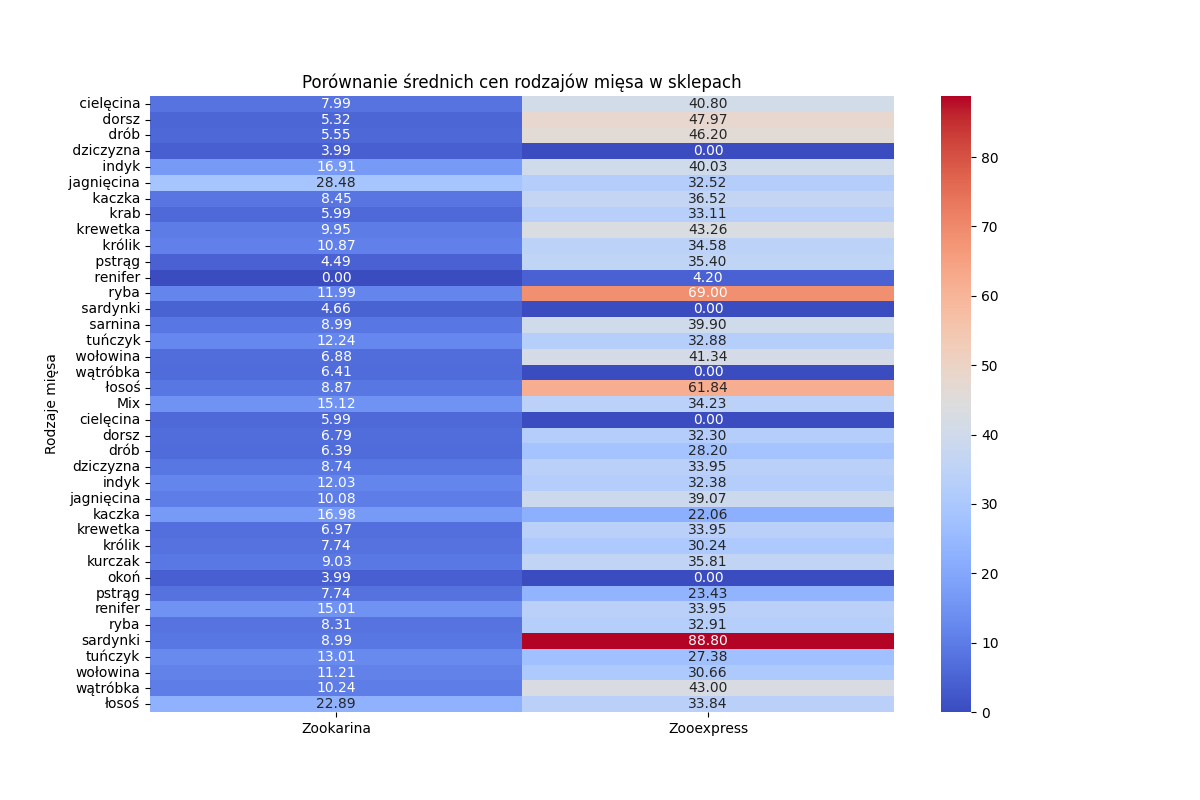 Porównanie średnich cen rodzajów mięsa w sklepach
Rodzaje mięsa
cielęcina 7.99 40.80
dorsz 5.32 47.97
drób 5.55 46.20
dziczyzna 3.99 0.00
indyk 16.91 40.03
jagnięcina 28.48 32.52
kaczka 8.45 36.52
krab 5.99 33.11
krewetka 9.95 43.26
królik 10.87 34.58
pstrąg 4.49 35.40
renifer 0.00 4.20
ryba 11.99 69.00
sardynki 4.66 0.00
sarnina 8.99 39.90
tuńczyk 12.24 32.88
wołowina 6.88 41.34
wątróbka 6.41 0.00
łosoś 8.87 61.84
Mix 15.12 34.23
cielęcina 5.99 0.00
dorsz 6.79 32.30
drób 6.39 28.20
dziczyzna 8.74 33.95
indyk 12.03 32.38
jagnięcina 10.08 39.07
kaczka 16.98 22.06
krewetka 6.97 33.95
królik 7.74 30.24
kurczak 9.03 35.81
okoń 3.99 0.00
pstrąg 7.74 23.43
renifer 15.01 33.95
ryba 8.31 32.91
sardynki 8.99 88.80
tuńczyk 13.01 27.38
wołowina 11.21 30.66
wątróbka 10.24 43.00
łosoś 22.89 33.84
Zookarina Zooexpress
80
70
60
50
40
30
20
10
0